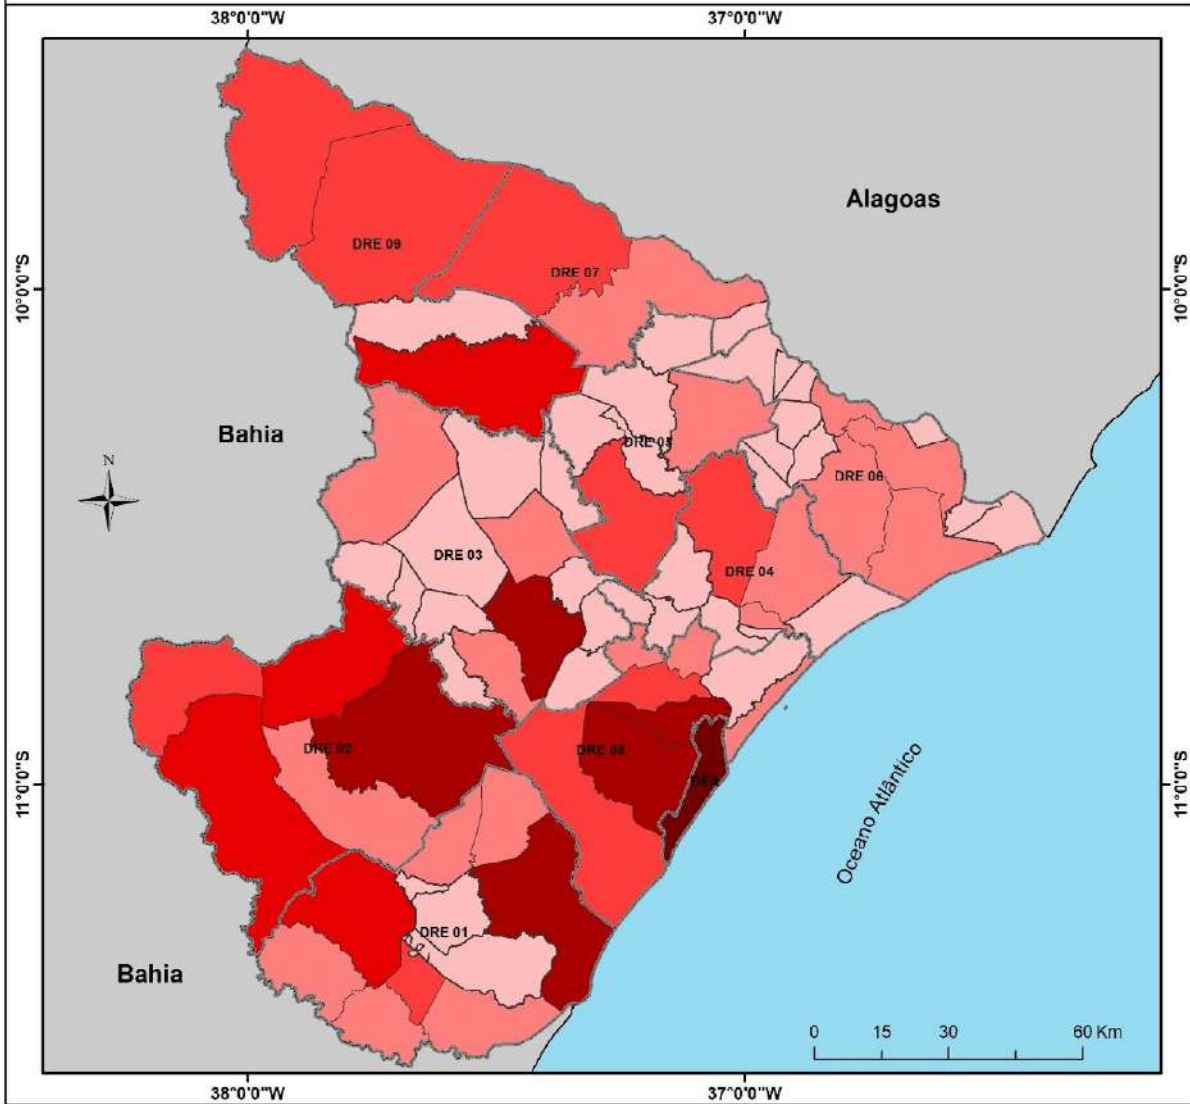 38°0'0"W
37°0'0"W
Alagoas
DRE 09
DRE 07
10°0'0"S
10°0'0"S
Bahia
DRE 05
N
DRE 06
DRE 03
DRE 04
DRE 02
DRE 08
DEA
11°0'0"S
11°0'0"S
Oceano Atlântico
DRE 01
Bahia
0 15 30 60 Km
38°0'0"W
37°0'0"W